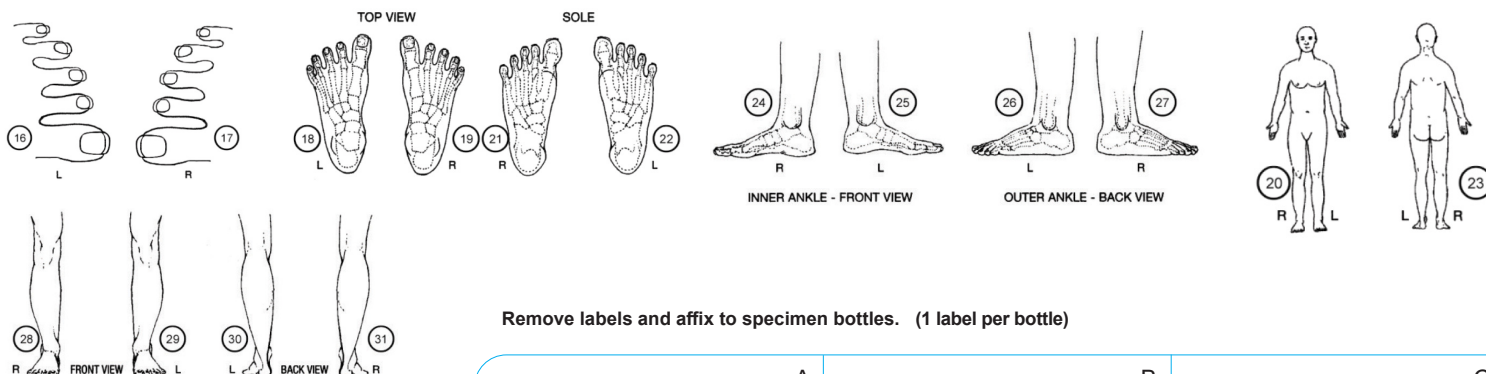 TOP VIEW SOLE
16 L 17 R
18 L 19 R 21 R 22 L
24 R 25 L
INNER ANKLE - FRONT VIEW
26 L 27 R
OUTER ANKLE - BACK VIEW
20 R L
23 L R
28 R FRONT VIEW 29 L
30 L BACK VIEW 31 R
Remove labels and affix to specimen bottles. (1 label per bottle)
A B C